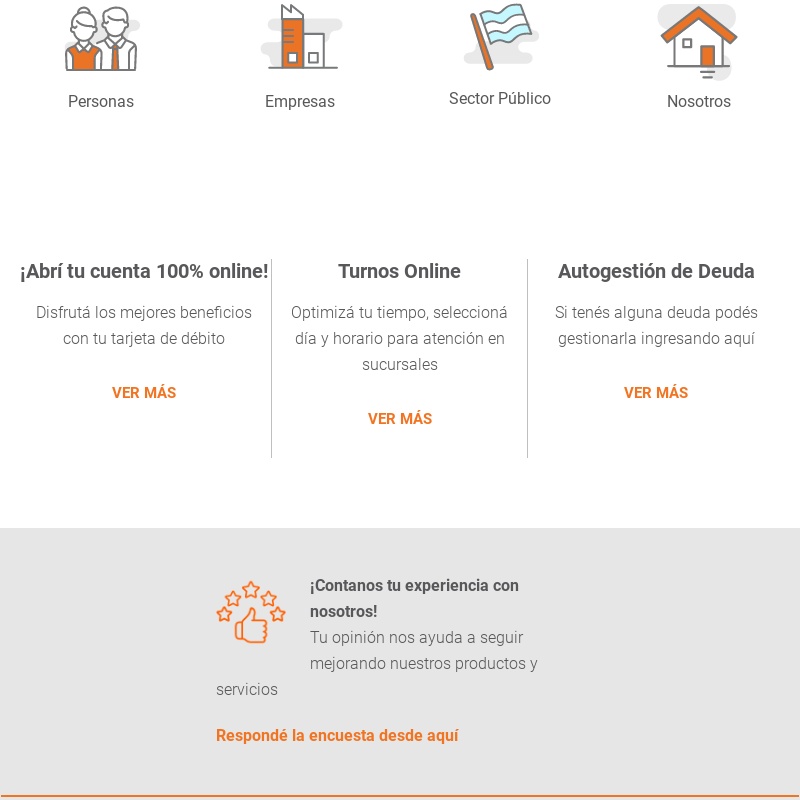 Personas
Empresas
Sector Público
Nosotros
¡Abrí tu cuenta 100% online!
Disfrutá los mejores beneficios
con tu tarjeta de débito
VER MÁS
Turnos Online
Optimizá tu tiempo, seleccioná
día y horario para atención en
sucursales
VER MÁS
Autogestión de Deuda
Si tenés alguna deuda podés
gestionarla ingresando aquí
VER MÁS
¡Contanos tu experiencia con
nosotros!
Tu opinión nos ayuda a seguir
mejorando nuestros productos y
servicios
Respondé la encuesta desde aquí